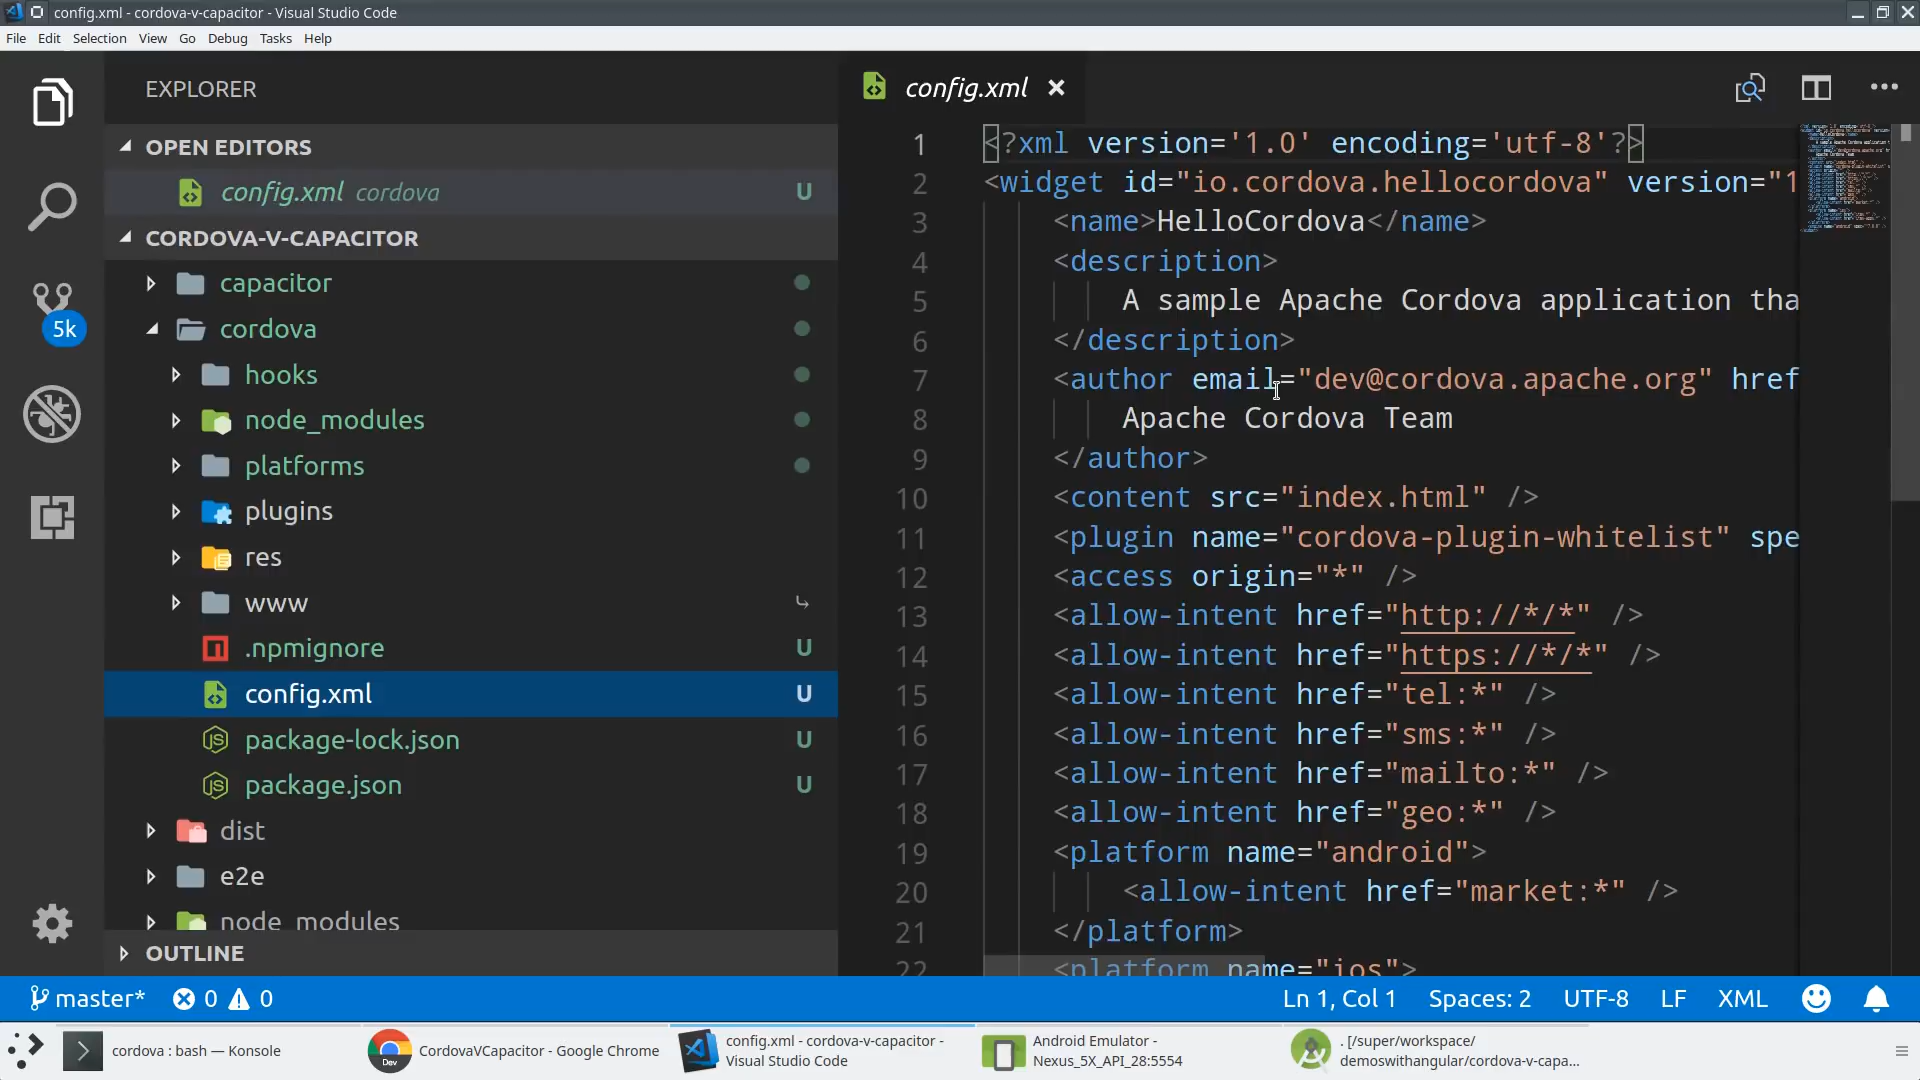 config.xml - cordova-v-capacitor - Visual Studio Code
File Edit Selection View Go Debug Tasks Help
EXPLORER
OPEN EDITORS
config.xml cordova U
CORDOVA-V-CAPACITOR
capacitor
cordova
hooks
node_modules
platforms
plugins
res
www
.npmignore U
config.xml U
package-lock.json U
package.json U
dist
e2e
node_modules
OUTLINE
5k
config.xml
1 <?xml version='1.0' encoding='utf-8'?>
2 <widget id="io.cordova.hellocordova" version="1
3 <name>HelloCordova</name>
4 <description>
5 A sample Apache Cordova application tha
6 </description>
7 <author email="dev@cordova.apache.org" href
8 Apache Cordova Team
9 </author>
10 <content src="index.html" />
11 <plugin name="cordova-plugin-whitelist" spe
12 <access origin="*" />
13 <allow-intent href="http://*/*" />
14 <allow-intent href="https://*/*" />
15 <allow-intent href="tel:*" />
16 <allow-intent href="sms:*" />
17 <allow-intent href="mailto:*" />
18 <allow-intent href="geo:*" />
19 <platform name="android">
20 <allow-intent href="market:*" />
21 </platform>
22 <platform name="ios">
master* 0 0 Ln 1, Col 1 Spaces: 2 UTF-8 LF XML
cordova : bash — Konsole
Dev
CordovaVCapacitor - Google Chrome
config.xml - cordova-v-capacitor -
Visual Studio Code
Android Emulator -
Nexus_5X_API_28:5554
. [/super/workspace/
demoswithangular/cordova-v-capa...